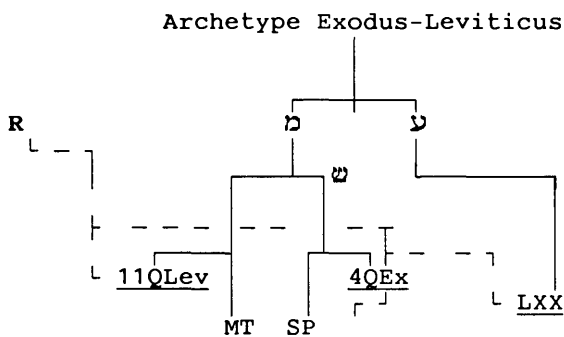 Archetype Exodus-Leviticus
R מ ע
ש
11QLev 4QEx
LXX
MT SP